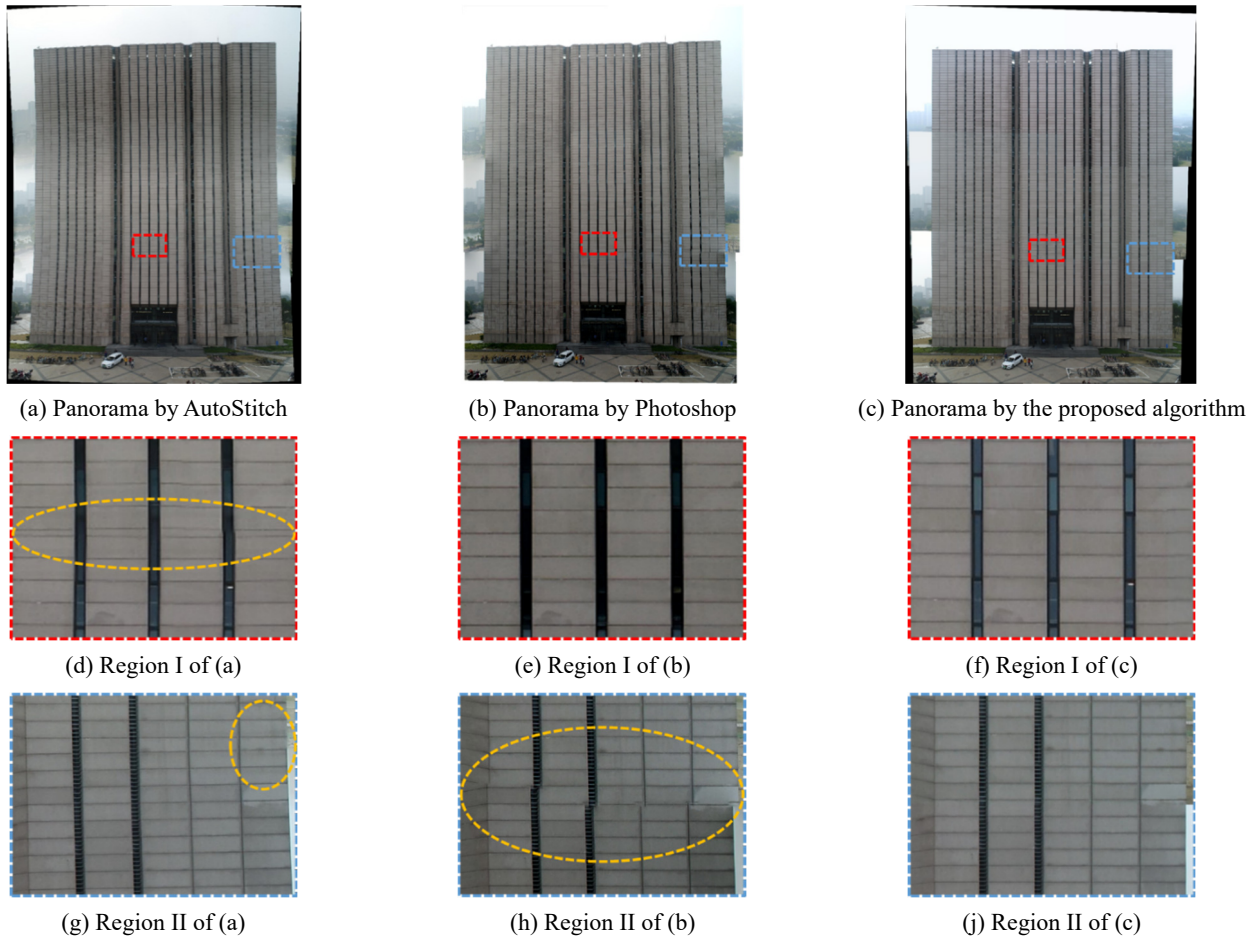 (a) Panorama by AutoStitch
(b) Panorama by Photoshop
(c) Panorama by the proposed algorithm
(d) Region I of (a)
(e) Region I of (b)
(f) Region I of (c)
(g) Region II of (a)
(h) Region II of (b)
(j) Region II of (c)